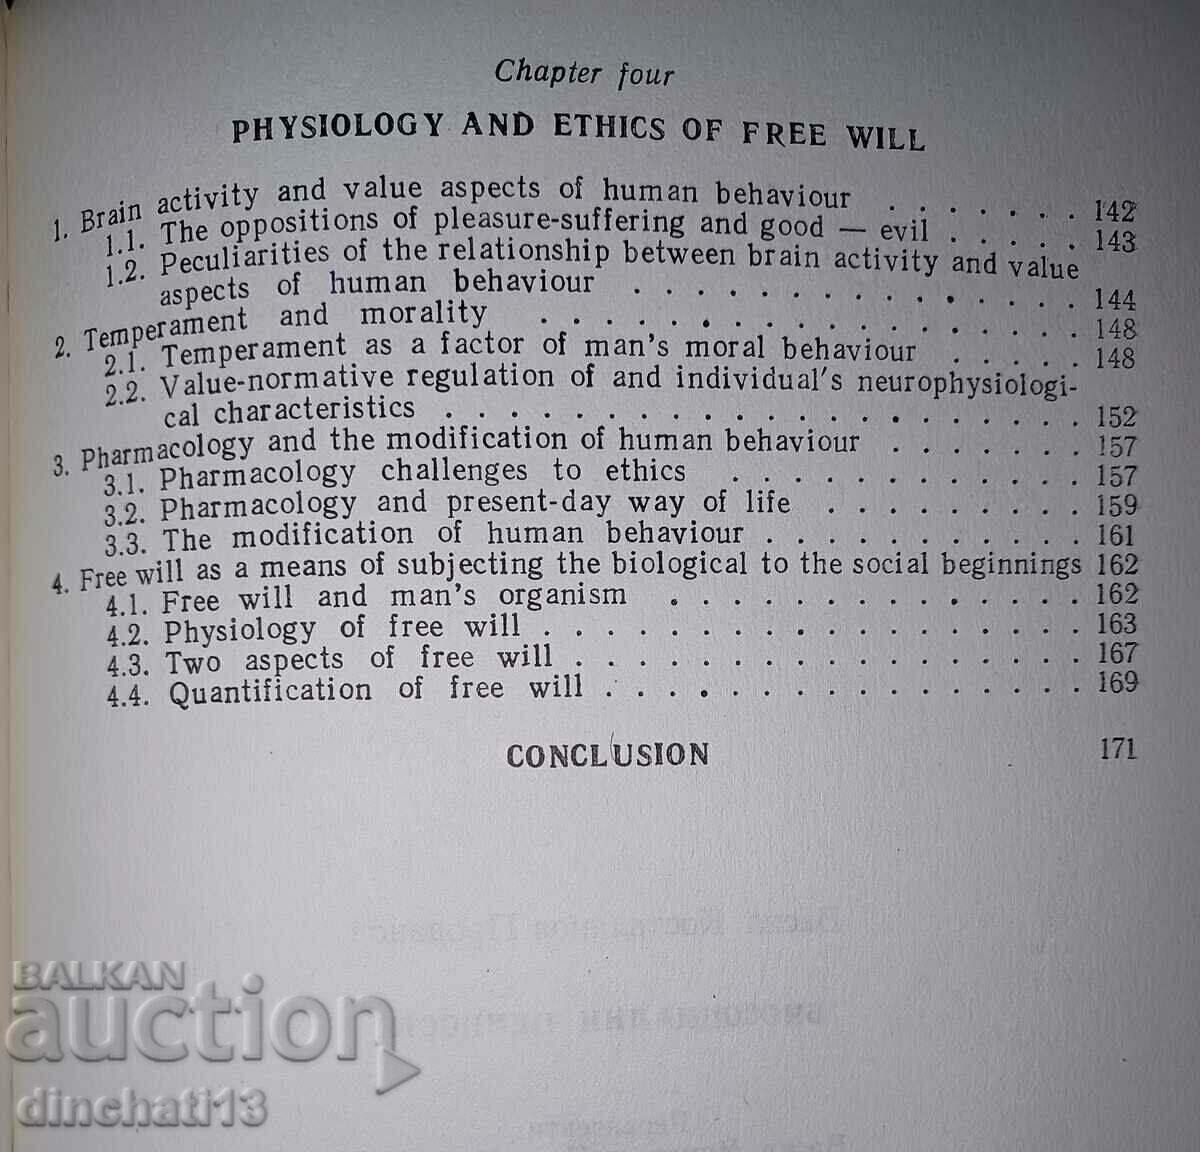 Chapter four
PHYSIOLOGY AND ETHICS OF FREE WILL
1. Brain activity and value aspects of human behaviour . . . . . . . 142
1.1. The oppositions of pleasure-suffering and good — evil . . . . . 143
1.2. Peculiarities of the relationship between brain activity and value
aspects of human behaviour . . . . . . . . . . . . . . . 144
2. Temperament and morality . . . . . . . . . . . . . . . . . 148
2.1. Temperament as a factor of man's moral behaviour . . . . . 148
2.2. Value-normative regulation of and individual's neurophysiologi-
cal characteristics . . . . . . . . . . . . . . . . . . . . . 152
3. Pharmacology and the modification of human behaviour . . . . . . . 157
3.1. Pharmacology challenges to ethics . . . . . . . . . . . . 157
3.2. Pharmacology and present-day way of life . . . . . . . . . 159
3.3. The modification of human behaviour . . . . . . . . . . . 161
4. Free will as a means of subjecting the biological to the social beginnings 162
4.1. Free will and man's organism . . . . . . . . . . . . . . 162
4.2. Physiology of free will . . . . . . . . . . . . . . . . . . 163
4.3. Two aspects of free will . . . . . . . . . . . . . . . . . 167
4.4. Quantification of free will . . . . . . . . . . . . . . . . 169
CONCLUSION 171
BALKAN
auction
dinchati13